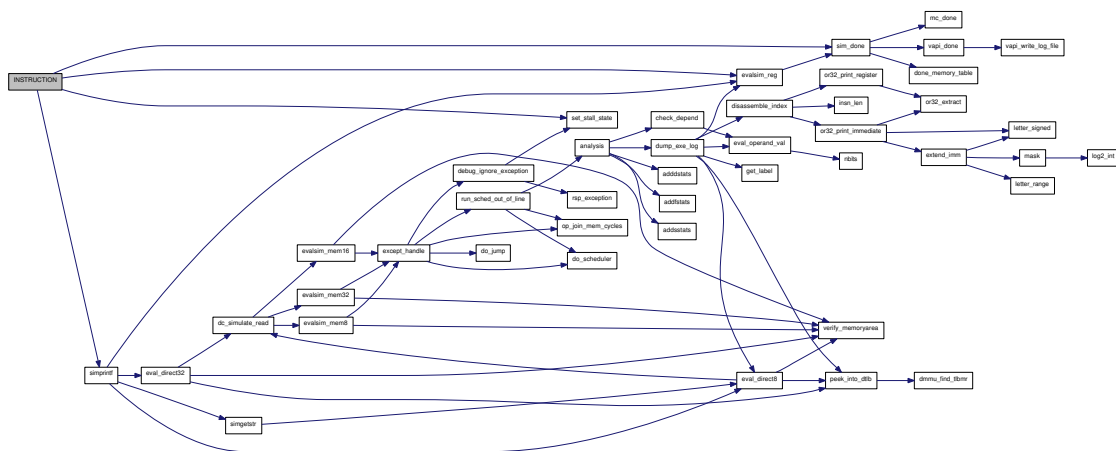 mc_done
sim_done
vapi_done
vapi_write_log_file
INSTRUCTION
evalsim_reg
or32_print_register
done_memory_table
disassemble_index
insn_len
or32_extract
set_stall_state
check_depend
or32_print_immediate
letter_signed
analysis
dump_exe_log
eval_operand_val
extend_imm
mask
log2_int
debug_ignore_exception
adddstats
get_label
nbits
letter_range
run_sched_out_of_line
rsp_exception
addfstats
op_join_mem_cycles
addsstats
evalsim_mem16
except_handle
do_jump
do_scheduler
evalsim_mem32
dc_simulate_read
evalsim_mem8
verify_memoryarea
simprintf
eval_direct32
eval_direct8
peek_into_dtlb
dmmu_find_tlbmr
simgetstr